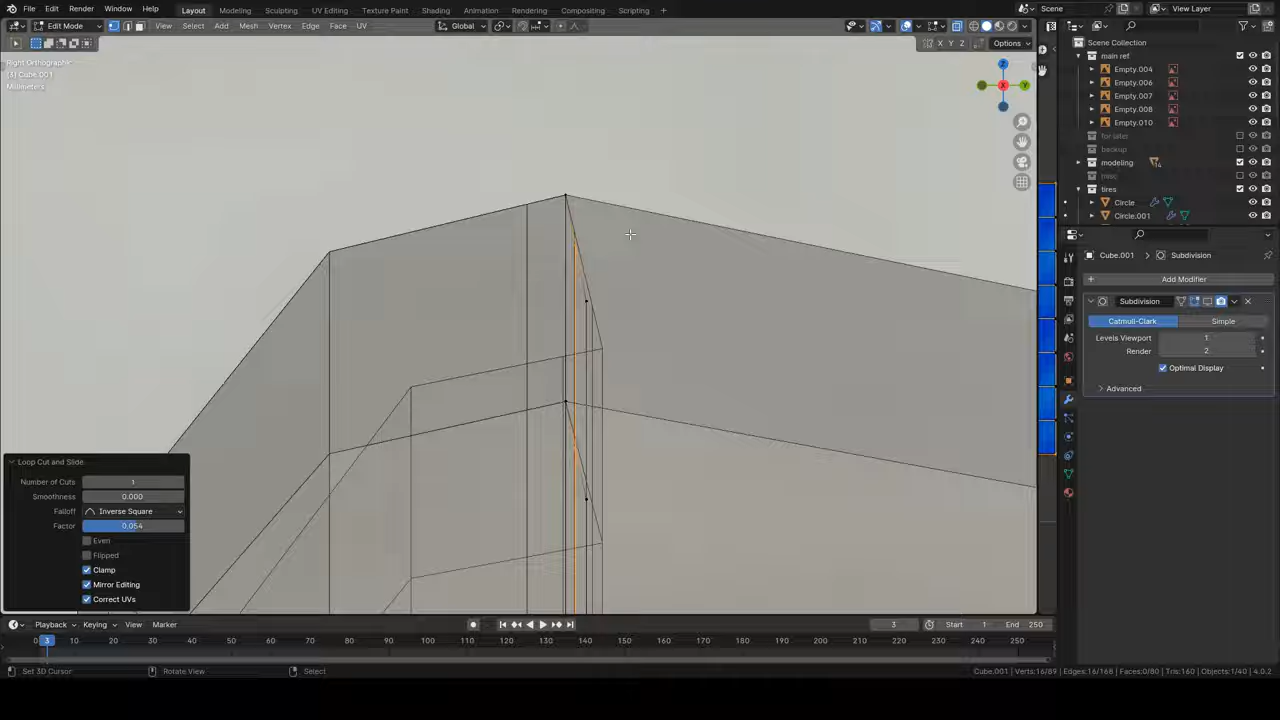 File Edit Render Window Help Layout Modeling Sculpting UV Editing Texture Paint Shading Animation Rendering Compositing Scripting Scene View Layer
Edit Mode View Select Add Mesh Vertex Edge Face UV Global
X Y Z Options
Right Orthographic
(3) Cube.001
Millimeters
Z
X
Y
Scene Collection
main ref
Empty.004
Empty.006
Empty.007
Empty.008
Empty.010
for later
backup
modeling
misc
tires
Circle
Circle.001
Cube.001 Subdivision
Add Modifier
Subdivision
Catmull-Clark Simple
Levels Viewport 1
Render 2
Optimal Display
Advanced
Loop Cut and Slide
Number of Cuts 1
Smoothness 0.000
Falloff Inverse Square
Factor 0.054
Even
Flipped
Clamp
Mirror Editing
Correct UVs
Playback Keying View Marker 3 Start 1 End 250
0 3 10 20 30 40 50 60 70 80 90 100 110 120 130 140 150 160 170 180 190 200 210 220 230 240 250
Set 3D Cursor Rotate View Select Cube.001 | Verts:16/89 | Edges:16/168 | Faces:0/80 | Tris:160 | Objects:1/40 | 4.0.2